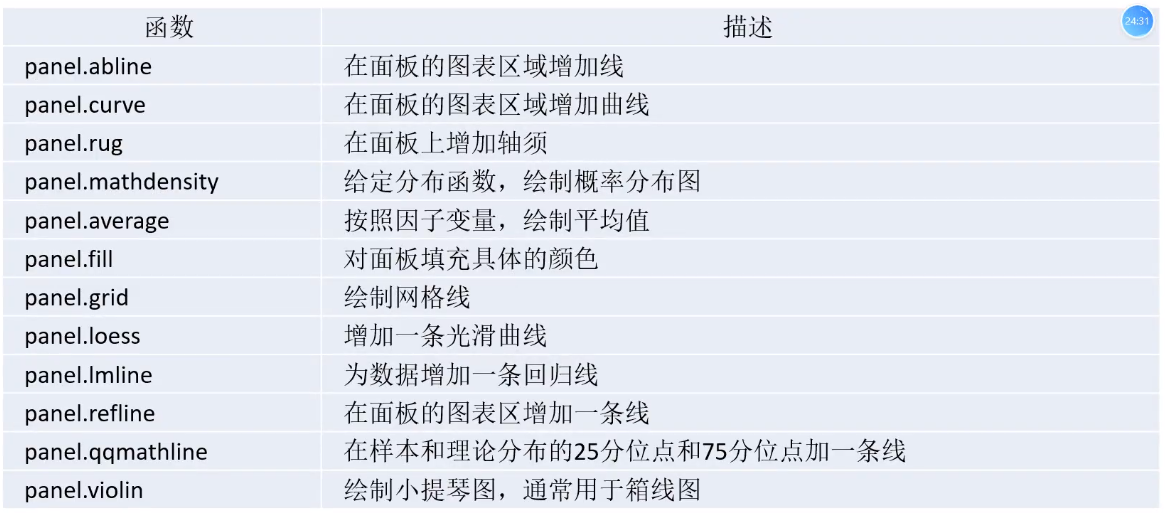 函数 描述
24:31
panel.abline 在面板的图表区域增加线
panel.curve 在面板的图表区域增加曲线
panel.rug 在面板上增加轴须
panel.mathdensity 给定分布函数，绘制概率分布图
panel.average 按照因子变量，绘制平均值
panel.fill 对面板填充具体的颜色
panel.grid 绘制网格线
panel.loess 增加一条光滑曲线
panel.lmline 为数据增加一条回归线
panel.refline 在面板的图表区增加一条线
panel.qqmathline 在样本和理论分布的25分位点和75分位点加一条线
panel.violin 绘制小提琴图，通常用于箱线图